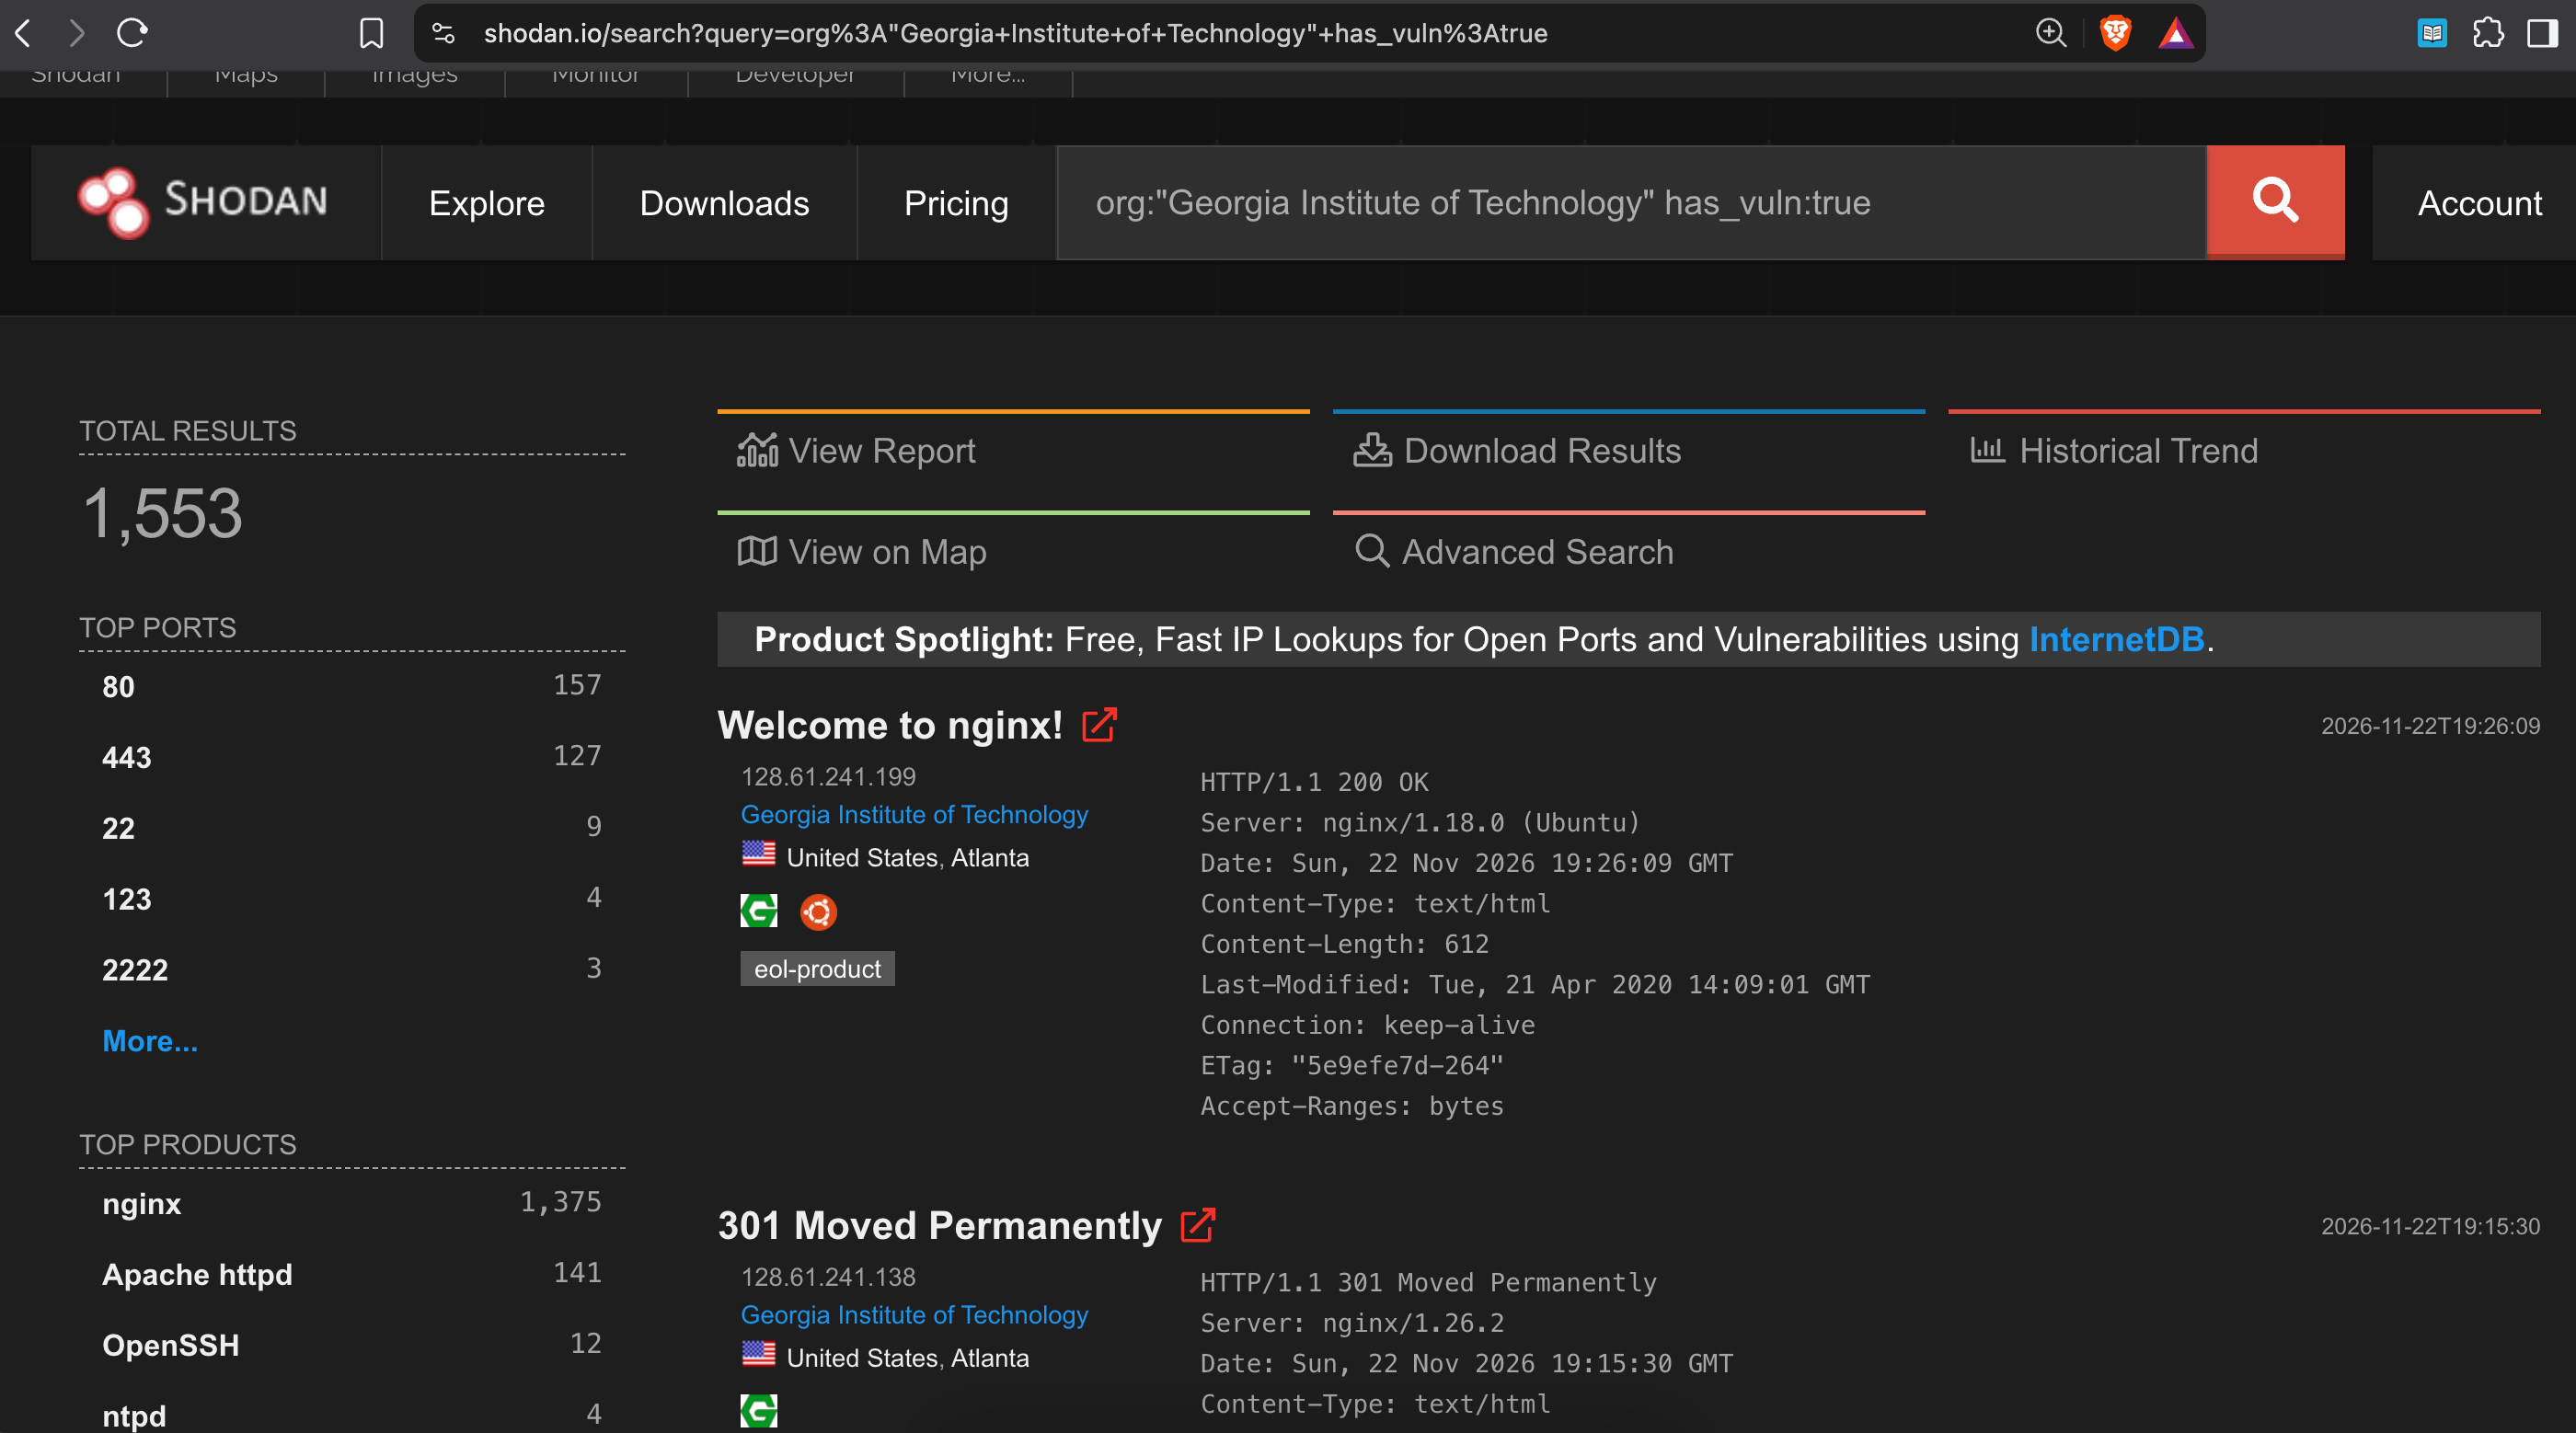 shodan.io/search?query=org%3A"Georgia+Institute+of+Technology"+has_vuln%3Atrue
Shodan
Maps
Images
Monitor
Developer
More...
SHODAN
Explore
Downloads
Pricing
org:"Georgia Institute of Technology" has_vuln:true
Account
TOTAL RESULTS
1,553
TOP PORTS
80 157
443 127
22 9
123 4
2222 3
More...
TOP PRODUCTS
nginx 1,375
Apache httpd 141
OpenSSH 12
ntpd 4
View Report
Download Results
Historical Trend
View on Map
Advanced Search
Product Spotlight: Free, Fast IP Lookups for Open Ports and Vulnerabilities using InternetDB.
Welcome to nginx!
2026-11-22T19:26:09
128.61.241.199
Georgia Institute of Technology
United States, Atlanta
eol-product
HTTP/1.1 200 OK
Server: nginx/1.18.0 (Ubuntu)
Date: Sun, 22 Nov 2026 19:26:09 GMT
Content-Type: text/html
Content-Length: 612
Last-Modified: Tue, 21 Apr 2020 14:09:01 GMT
Connection: keep-alive
ETag: "5e9efe7d-264"
Accept-Ranges: bytes
301 Moved Permanently
2026-11-22T19:15:30
128.61.241.138
Georgia Institute of Technology
United States, Atlanta
HTTP/1.1 301 Moved Permanently
Server: nginx/1.26.2
Date: Sun, 22 Nov 2026 19:15:30 GMT
Content-Type: text/html